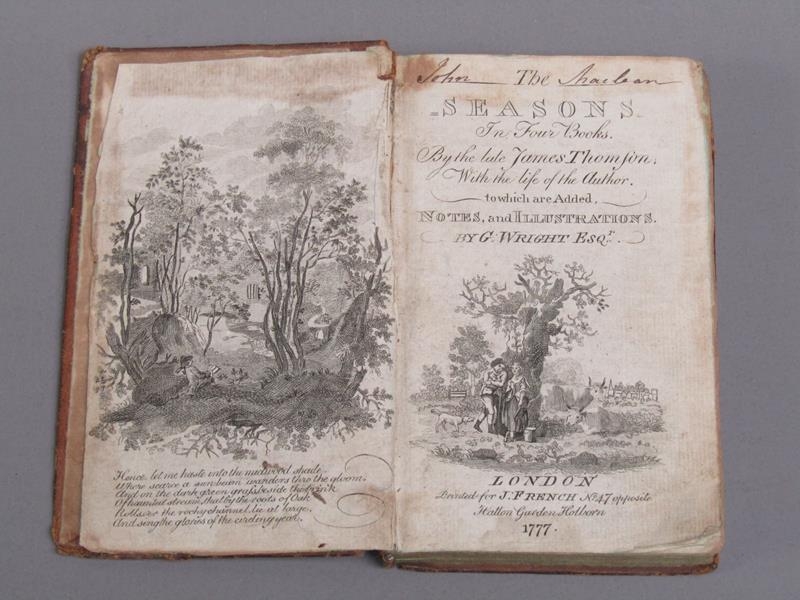 Hence, let me haste into the midwood shade
Where scarce a sunbeam wanders thro the gloom.
And on the dark green grass beside the brink
Of haunted stream, that by the roots of Oak
Rolls o'er the rocky channel, lie at large,
And sing the glories of the circling year.
John The Maclean
SEASONS
In Four Books.
By the late James Thomson.
With the life of the Author.
to which are Added,
NOTES, and ILLUSTRATIONS.
BY G. WRIGHT ESQr.
LONDON
Printed for J. FRENCH No. 47 opposite
Hatton Garden Holborn
1777.